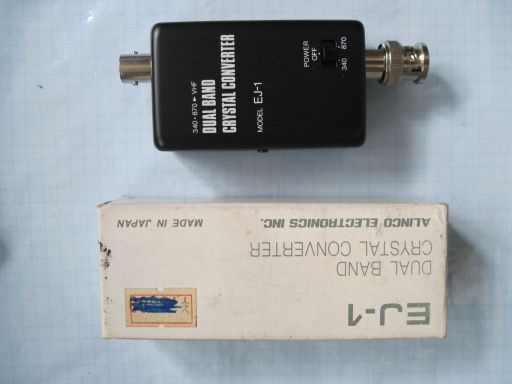 340・870 ► VHF
DUAL BAND
CRYSTAL CONVERTER
MODEL EJ-1
POWER
OFF
340 870
EJ-1
DUAL BAND
CRYSTAL CONVERTER
ALINCO ELECTRONICS INC. MADE IN JAPAN